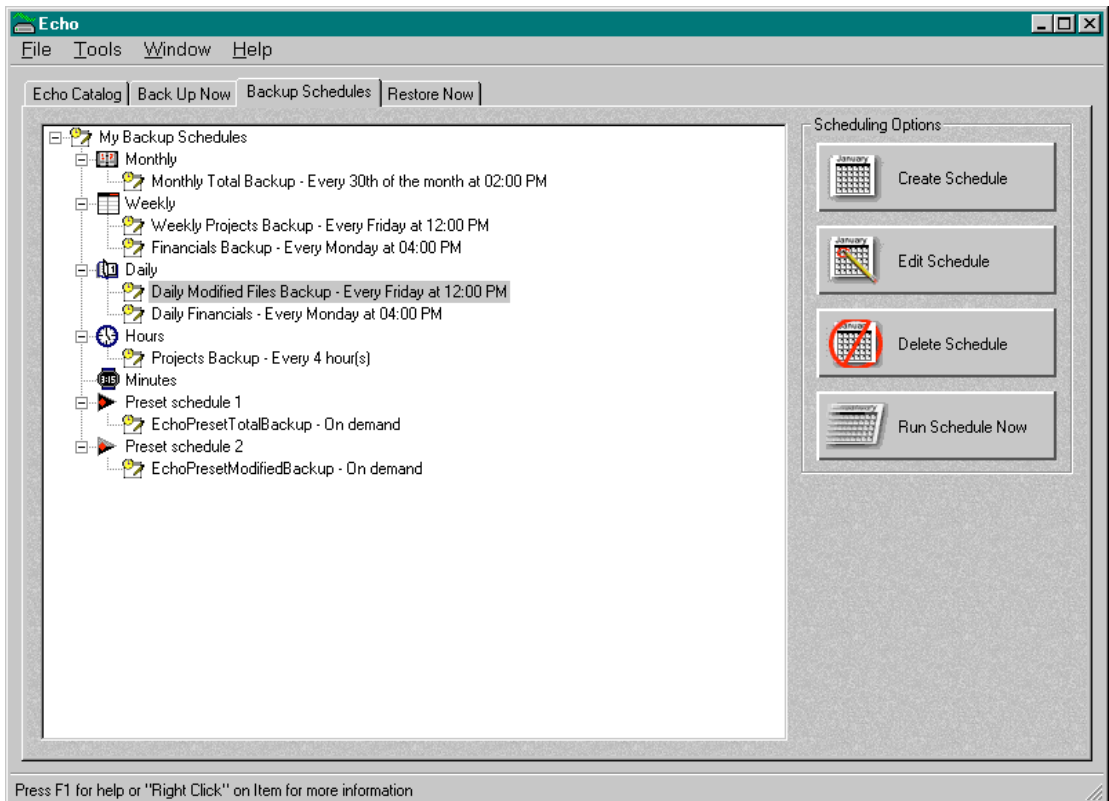 Echo
File Tools Window Help
Echo Catalog Back Up Now Backup Schedules Restore Now
My Backup Schedules
Monthly
Monthly Total Backup - Every 30th of the month at 02:00 PM
Weekly
Weekly Projects Backup - Every Friday at 12:00 PM
Financials Backup - Every Monday at 04:00 PM
Daily
Daily Modified Files Backup - Every Friday at 12:00 PM
Daily Financials - Every Monday at 04:00 PM
Hours
Projects Backup - Every 4 hour(s)
Minutes
Preset schedule 1
EchoPresetTotalBackup - On demand
Preset schedule 2
EchoPresetModifiedBackup - On demand
Scheduling Options
January
Create Schedule
January
Edit Schedule
Delete Schedule
Run Schedule Now
Press F1 for help or "Right Click" on Item for more information